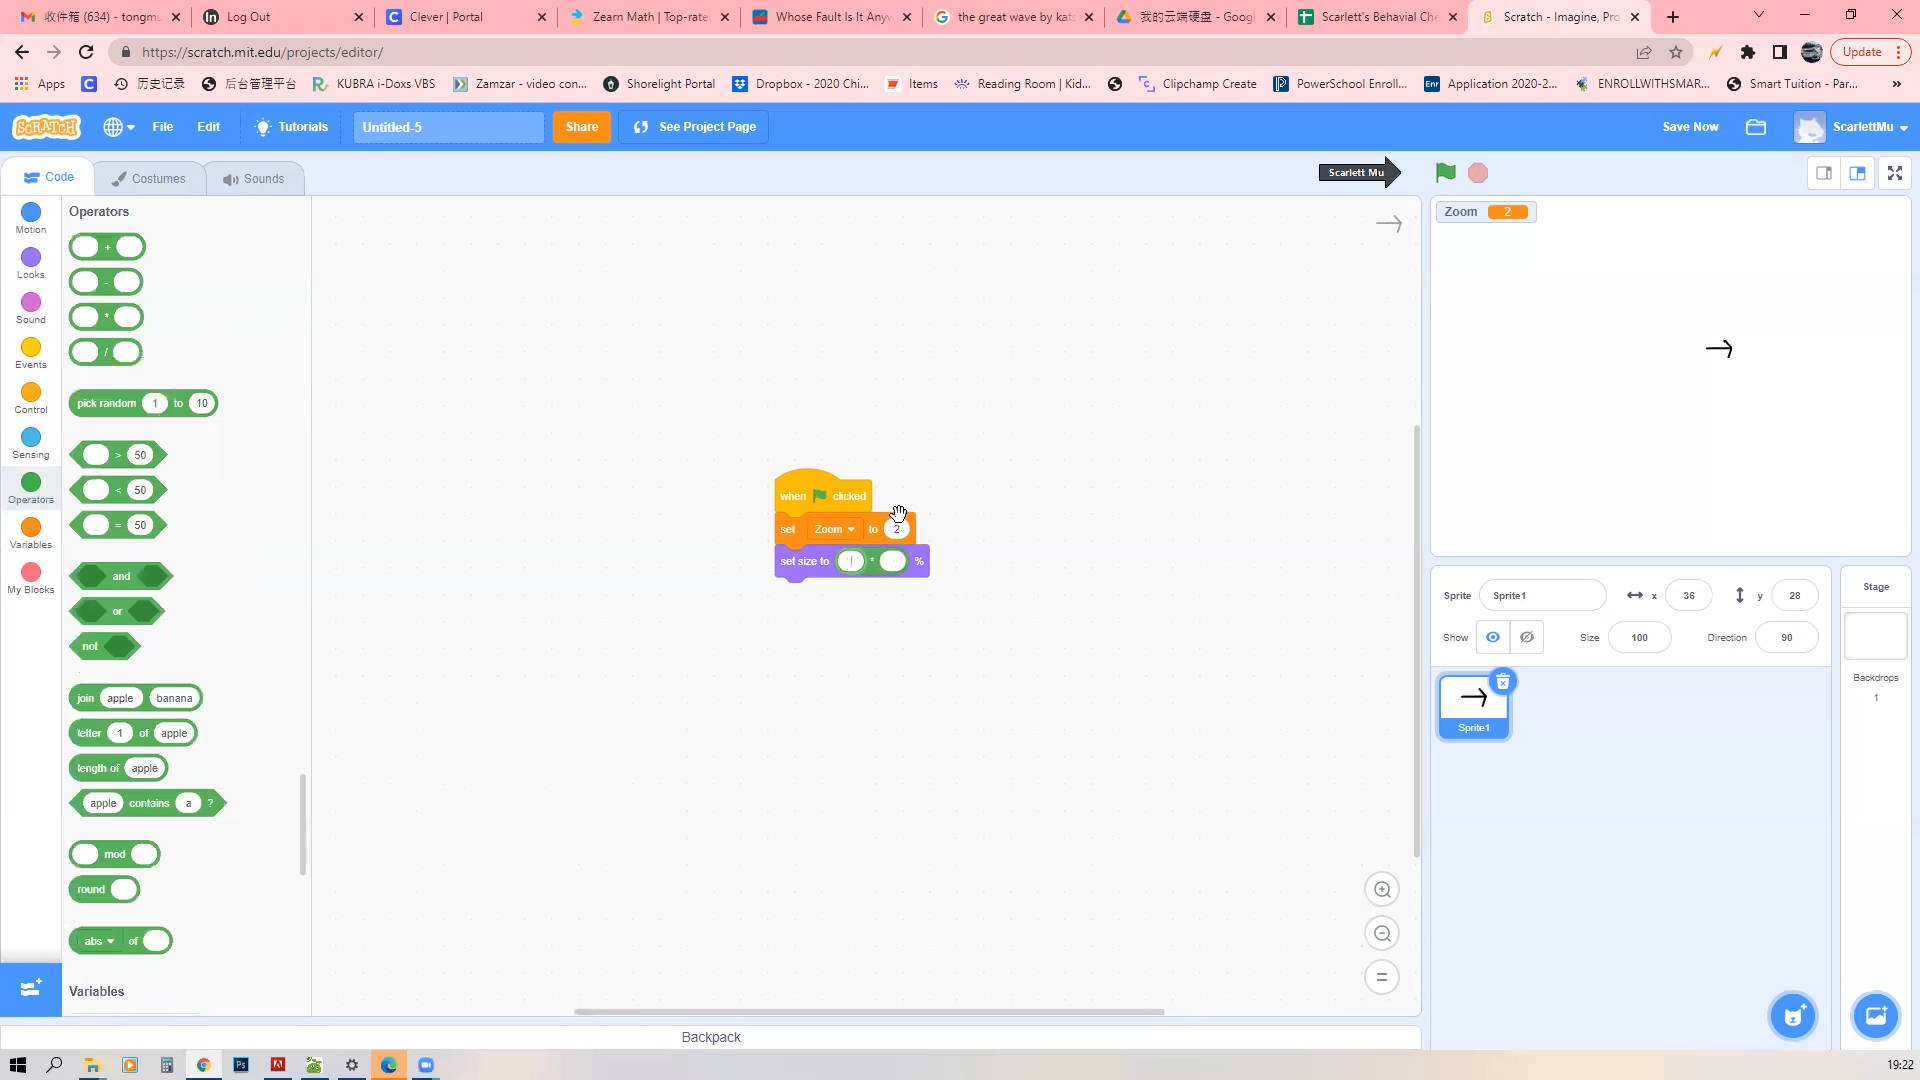 收件箱 (634) - tongmu
Log Out
Clever | Portal
Zearn Math | Top-rate
Whose Fault Is It Anyw
the great wave by kats
我的云端硬盘 - Googl
Scarlett's Behavial Che
Scratch - Imagine, Pro
https://scratch.mit.edu/projects/editor/
Update
Apps
历史记录
后台管理平台
KUBRA i-Doxs VBS
Zamzar - video con...
Shorelight Portal
Dropbox - 2020 Chi...
Items
Reading Room | Kid...
Clipchamp Create
PowerSchool Enroll...
Application 2020-2...
ENROLLWITHSMAR...
Smart Tuition - Par...
»
SCRATCH
File
Edit
Tutorials
Untitled-5
Share
See Project Page
Save Now
ScarlettMu
Code
Costumes
Sounds
Scarlett Mu
Motion
Looks
Sound
Events
Control
Sensing
Operators
Variables
My Blocks
Operators
+
-
*
/
pick random 1 to 10
> 50
< 50
= 50
and
or
not
join apple banana
letter 1 of apple
length of apple
apple contains a ?
mod
round
abs of
Variables
when clicked
set Zoom to 2
set size to * %
Zoom 2
Sprite Sprite1
x 36
y 28
Show
Size 100
Direction 90
Sprite1
Stage
Backdrops
1
Backpack
19:22